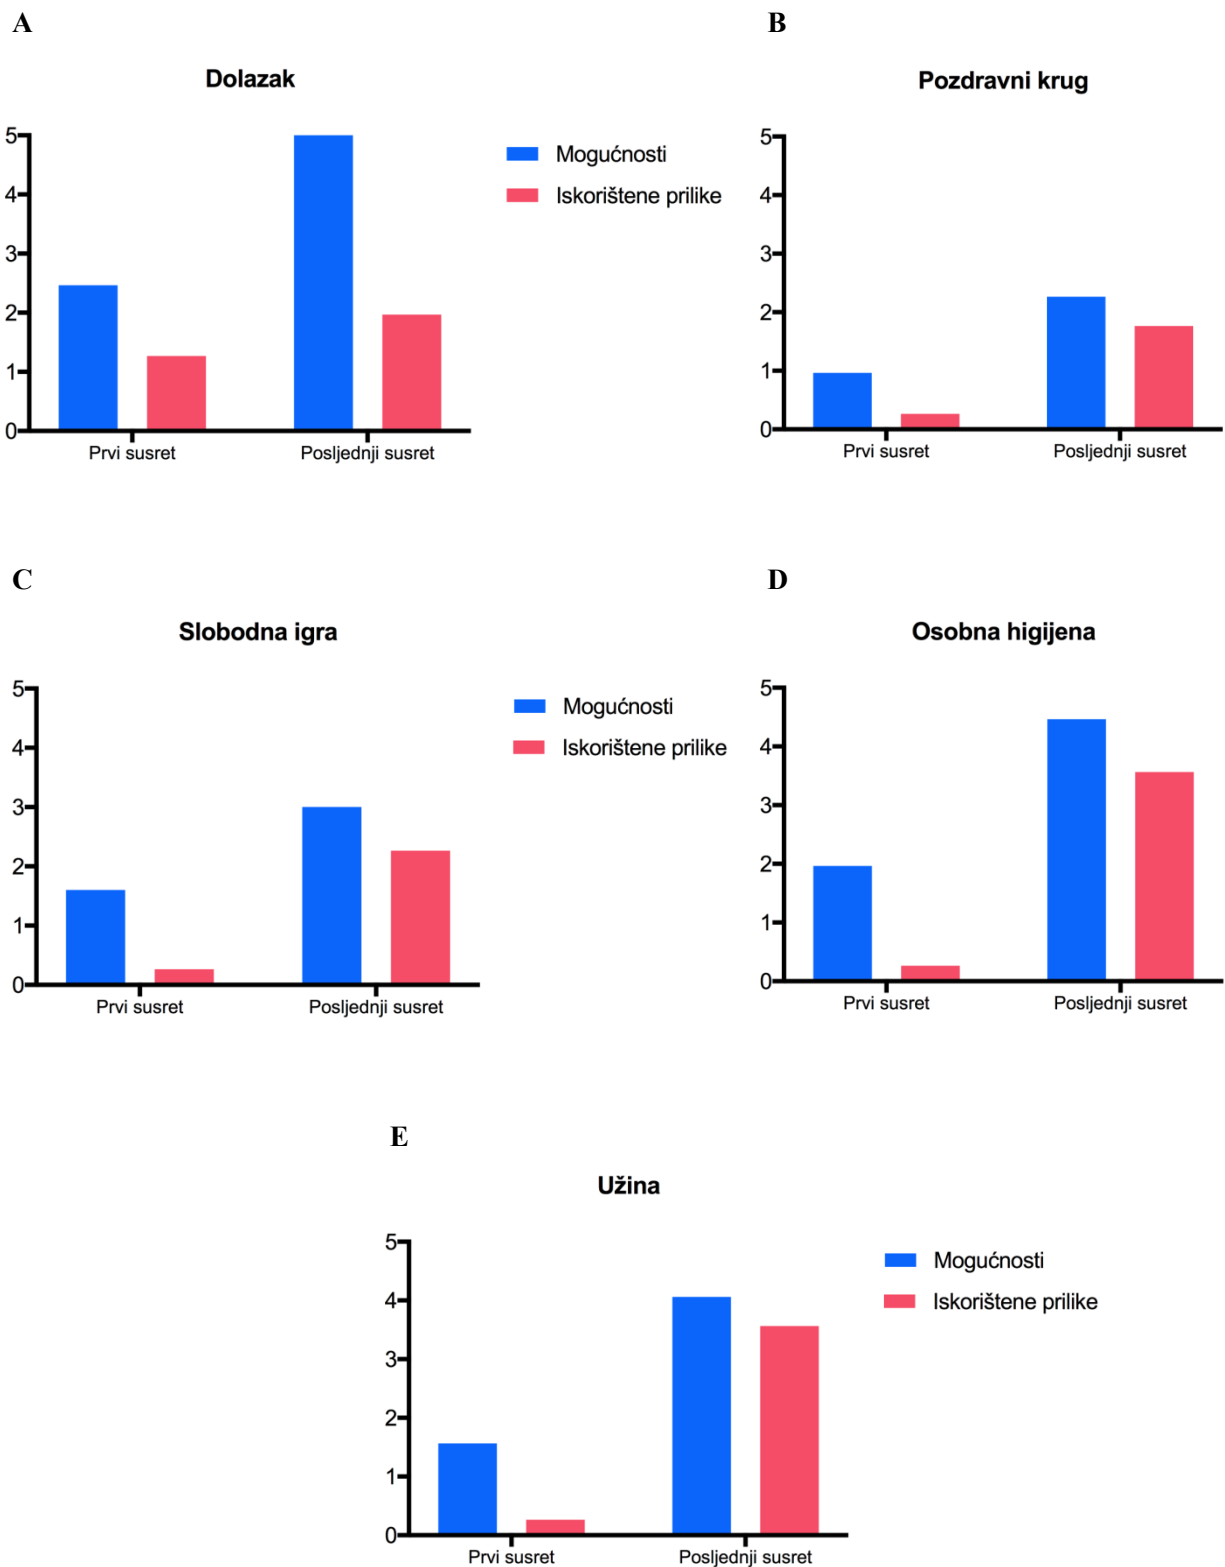 A
Dolazak
5
4
3
2
1
0
Prvi susret
Posljednji susret
Mogućnosti
Iskorištene prilike
B
Pozdravni krug
5
4
3
2
1
0
Prvi susret
Posljednji susret
C
Slobodna igra
5
4
3
2
1
0
Prvi susret
Posljednji susret
Mogućnosti
Iskorištene prilike
D
Osobna higijena
5
4
3
2
1
0
Prvi susret
Posljednji susret
E
Užina
5
4
3
2
1
0
Prvi susret
Posljednji susret
Mogućnosti
Iskorištene prilike